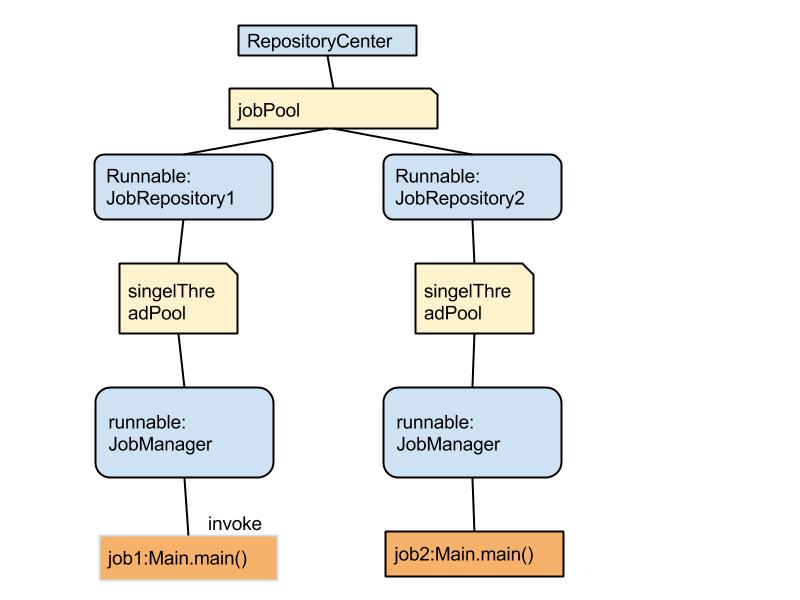 RepositoryCenter
jobPool
Runnable:
JobRepository1
Runnable:
JobRepository2
singelThre
adPool
singelThre
adPool
runnable:
JobManager
runnable:
JobManager
invoke
job1:Main.main()
job2:Main.main()